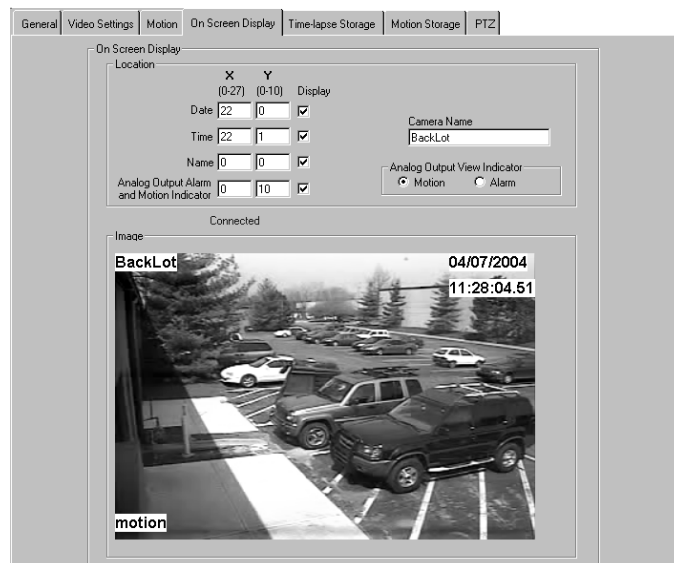 General Video Settings Motion On Screen Display Time-lapse Storage Motion Storage PTZ
On Screen Display
Location
X Y
(0-27) (0-10) Display
Date 22 0
Time 22 1
Name 0 0
Analog Output Alarm
and Motion Indicator 0 10
Camera Name
BackLot
Analog Output View Indicator
Motion Alarm
Connected
Image
BackLot 04/07/2004
11:28:04.51
motion